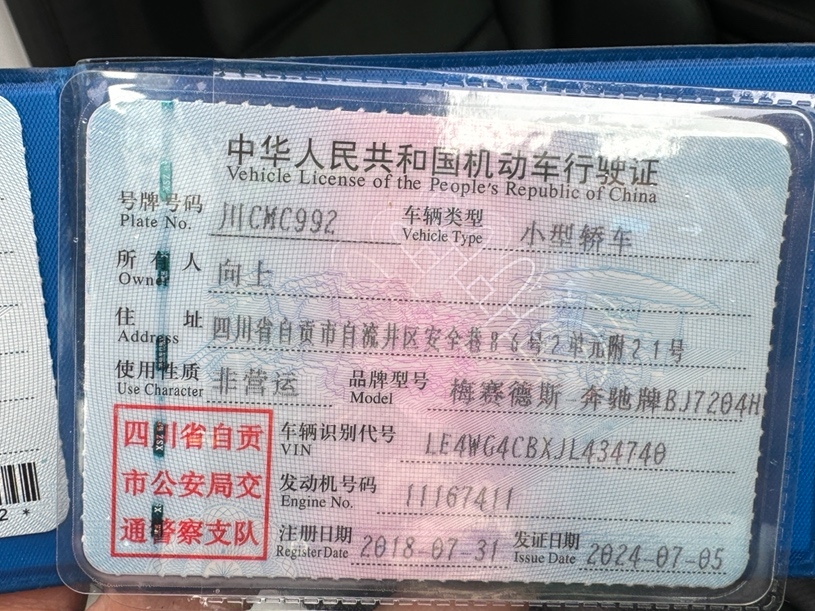 中华人民共和国机动车行驶证
Vehicle License of the People's Republic of China
号牌号码 川CMC992 车辆类型 小型轿车
Plate No. Vehicle Type
所有人 向上
Owner
住址 四川省自贡市自流井区安全巷86号2单元附21号
Address
使用性质 非营运 品牌型号 梅赛德斯 奔驰牌BJ7204H
Use Character Model
四川省自贡
市公安局交
通警察支队
车辆识别代号 LE4WG4CBXJL434740
VIN
发动机号码 11167411
Engine No.
注册日期 2018-07-31 发证日期 2024-07-05
Register Date Issue Date
2*